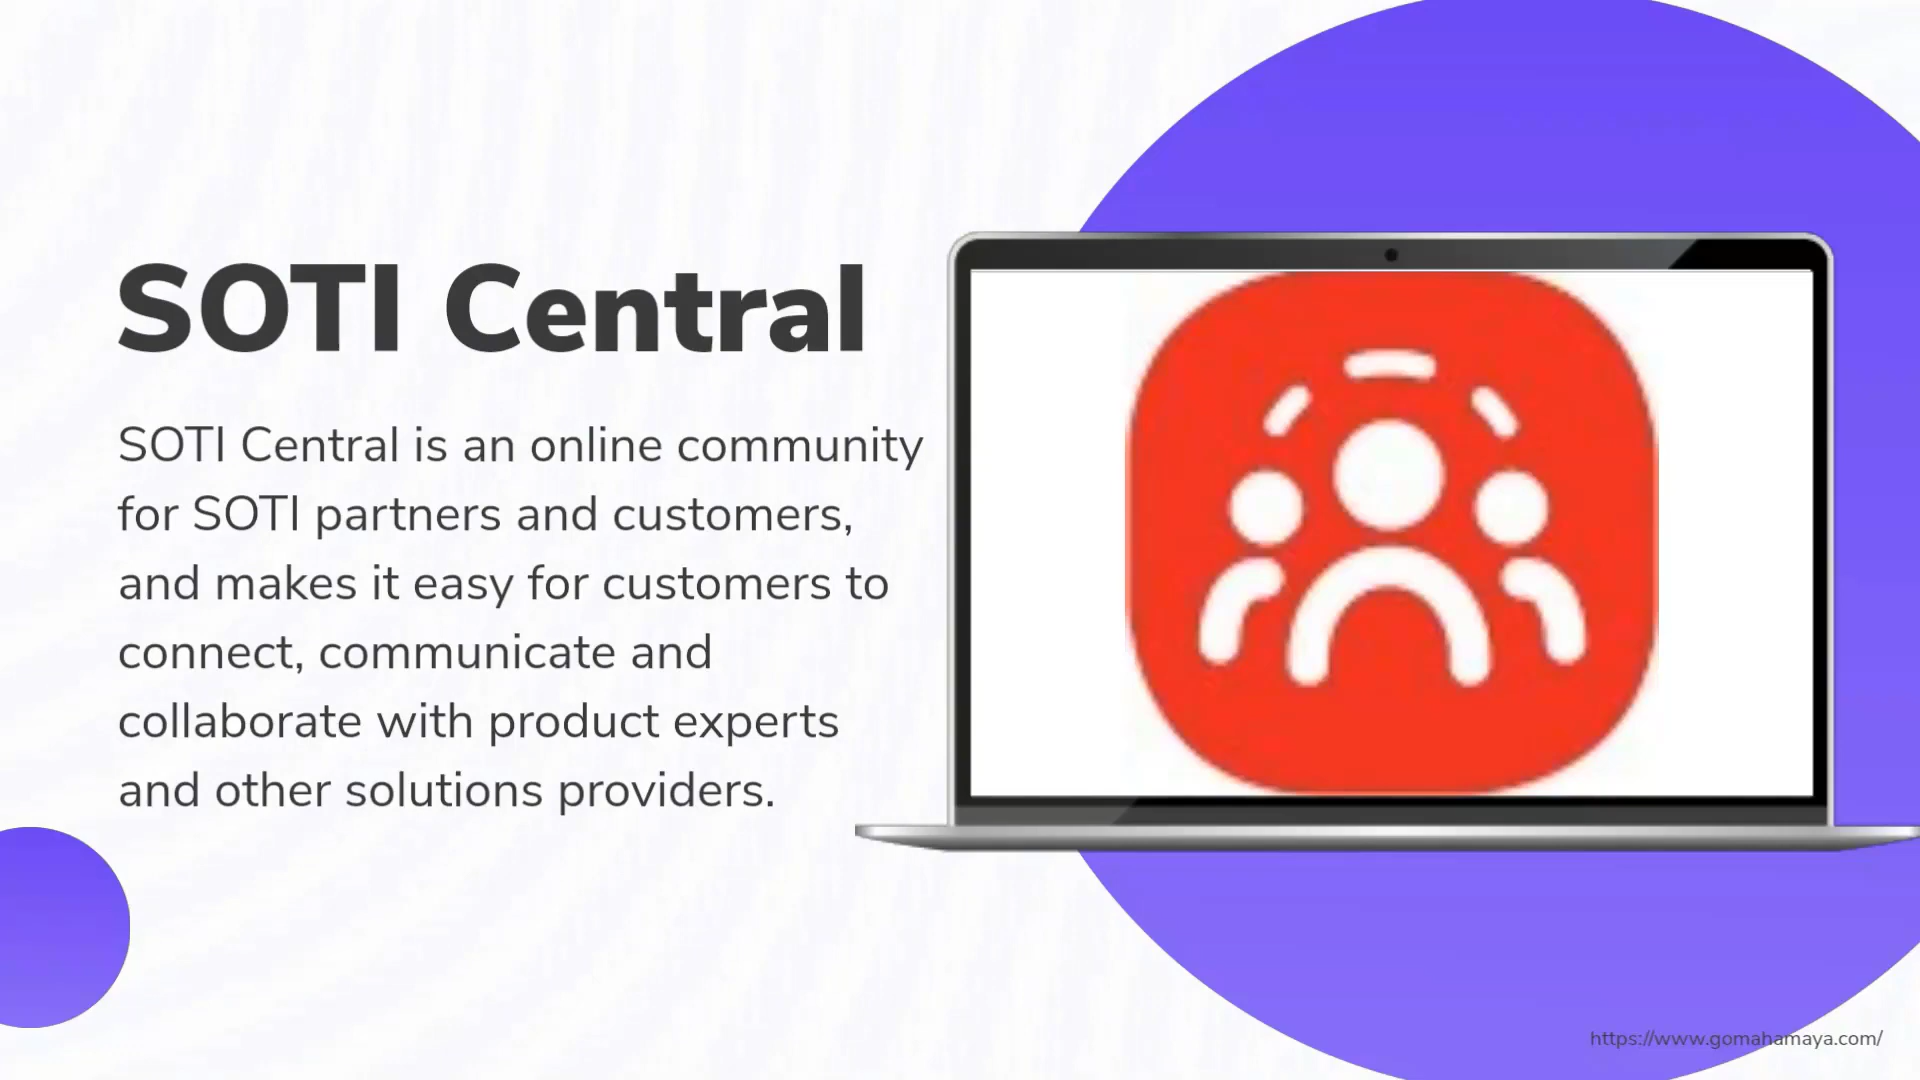 SOTI Central
SOTI Central is an online community
for SOTI partners and customers,
and makes it easy for customers to
connect, communicate and
collaborate with product experts
and other solutions providers.
https://www.gomahamaya.com/